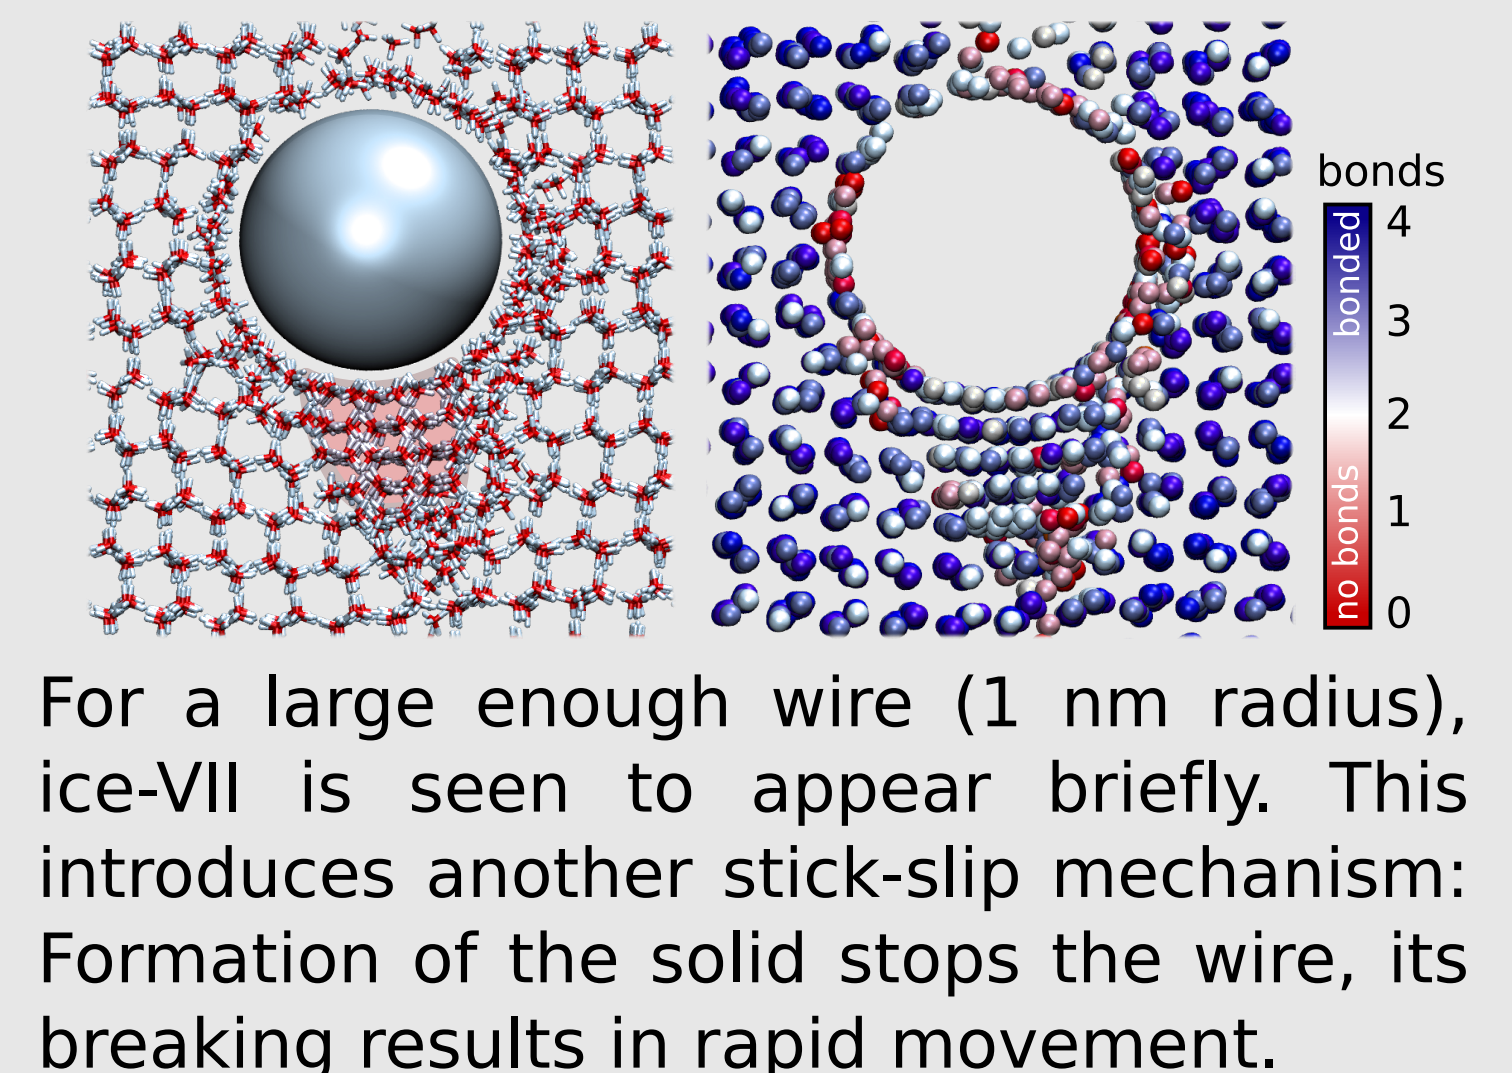 bonds
4
3
2
1
0
bonded
no bonds
For a large enough wire (1 nm radius),
ice-VII is seen to appear briefly. This
introduces another stick-slip mechanism:
Formation of the solid stops the wire, its
breaking results in rapid movement.